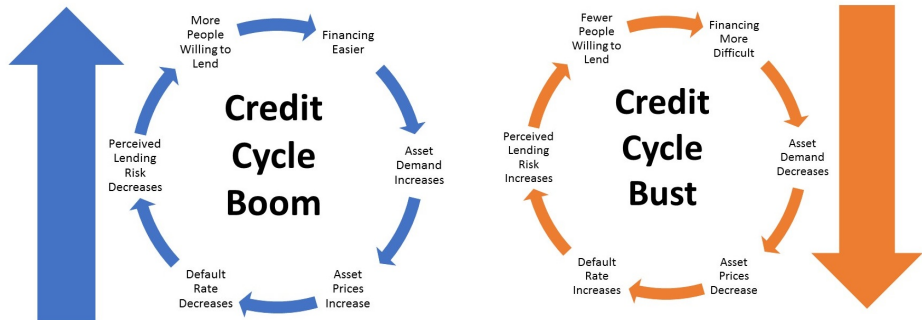 More
People
Willing to
Lend
Financing
Easier
Asset
Demand
Increases
Asset
Prices
Increase
Default
Rate
Decreases
Perceived
Lending
Risk
Decreases
Credit
Cycle
Boom
Fewer
People
Willing to
Lend
Financing
More
Difficult
Asset
Demand
Decreases
Asset
Prices
Decrease
Default
Rate
Increases
Perceived
Lending
Risk
Increases
Credit
Cycle
Bust